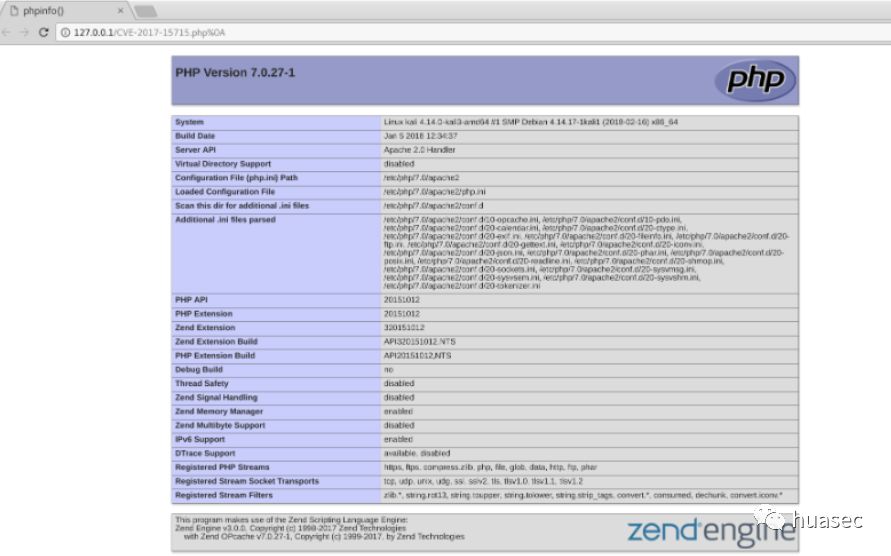 phpinfo()
127.0.0.1/CVE-2017-15715.php%0A
PHP Version 7.0.27-1
php
System Linux kali 4.14.0-kali3-amd64 #1 SMP Debian 4.14.17-1kali1 (2018-02-16) x86_64
Build Date Jan 5 2018 12:34:37
Server API Apache 2.0 Handler
Virtual Directory Support disabled
Configuration File (php.ini) Path /etc/php/7.0/apache2
Loaded Configuration File /etc/php/7.0/apache2/php.ini
Scan this dir for additional .ini files /etc/php/7.0/apache2/conf.d
Additional .ini files parsed /etc/php/7.0/apache2/conf.d/10-opcache.ini, /etc/php/7.0/apache2/conf.d/10-pdo.ini,
/etc/php/7.0/apache2/conf.d/20-calendar.ini, /etc/php/7.0/apache2/conf.d/20-ctype.ini,
/etc/php/7.0/apache2/conf.d/20-exif.ini, /etc/php/7.0/apache2/conf.d/20-fileinfo.ini, /etc/php/7.0/apache2/conf.d/20-
ftp.ini, /etc/php/7.0/apache2/conf.d/20-gettext.ini, /etc/php/7.0/apache2/conf.d/20-iconv.ini,
/etc/php/7.0/apache2/conf.d/20-json.ini, /etc/php/7.0/apache2/conf.d/20-phar.ini, /etc/php/7.0/apache2/conf.d/20-
posix.ini, /etc/php/7.0/apache2/conf.d/20-readline.ini, /etc/php/7.0/apache2/conf.d/20-shmop.ini,
/etc/php/7.0/apache2/conf.d/20-sockets.ini, /etc/php/7.0/apache2/conf.d/20-sysvmsg.ini,
/etc/php/7.0/apache2/conf.d/20-sysvsem.ini, /etc/php/7.0/apache2/conf.d/20-sysvshm.ini,
/etc/php/7.0/apache2/conf.d/20-tokenizer.ini
PHP API 20151012
PHP Extension 20151012
Zend Extension 320151012
Zend Extension Build API320151012,NTS
PHP Extension Build API20151012,NTS
Debug Build no
Thread Safety disabled
Zend Signal Handling disabled
Zend Memory Manager enabled
Zend Multibyte Support disabled
IPv6 Support enabled
DTrace Support available, disabled
Registered PHP Streams https, ftps, compress.zlib, php, file, glob, data, http, ftp, phar
Registered Stream Socket Transports tcp, udp, unix, udg, ssl, sslv2, tls, tlsv1.0, tlsv1.1, tlsv1.2
Registered Stream Filters zlib.*, string.rot13, string.toupper, string.tolower, string.strip_tags, convert.*, consumed, dechunk, convert.iconv.*
This program makes use of the Zend Scripting Language Engine:
Zend Engine v3.0.0, Copyright (c) 1998-2017 Zend Technologies
with Zend OPcache v7.0.27-1, Copyright (c) 1999-2017, by Zend Technologies
zend engine
huasec